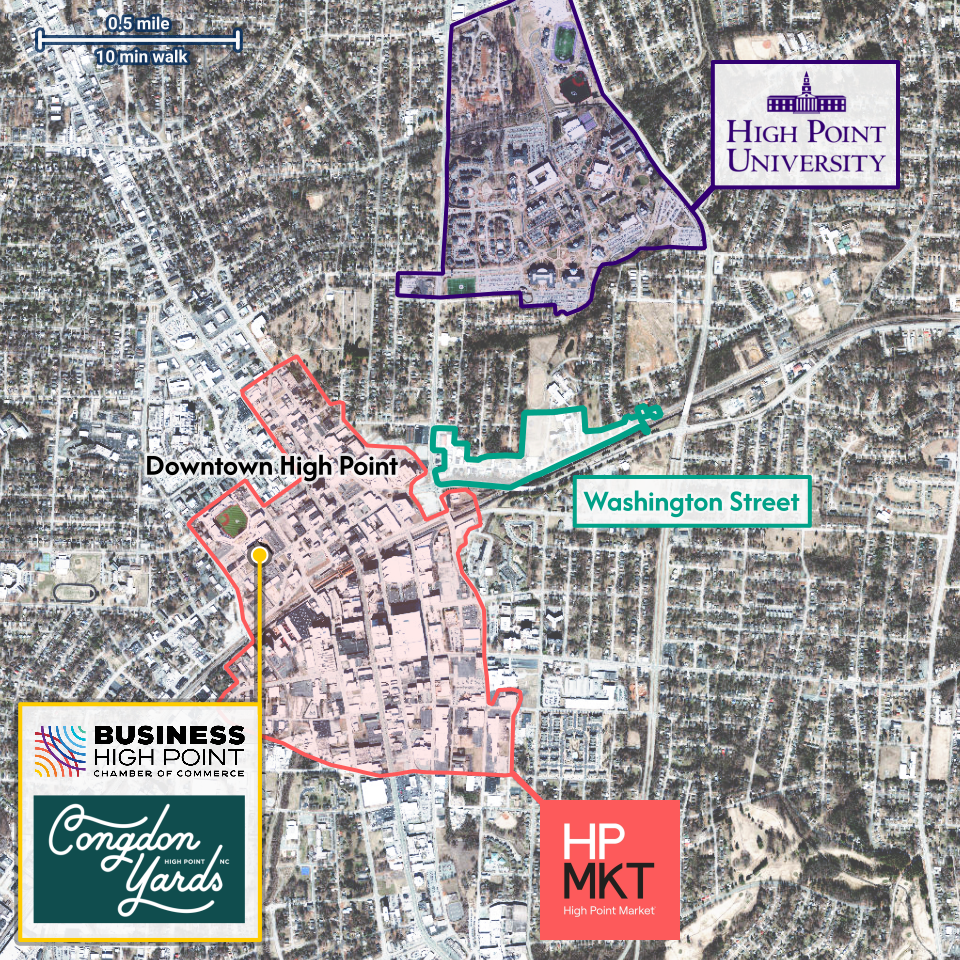 0.5 mile
10 min walk
HIGH POINT
UNIVERSITY
Downtown High Point
Washington Street
BUSINESS
HIGH POINT
CHAMBER OF COMMERCE
Congdon
HIGH POINT NC
Yards
HP
MKT
High Point Market